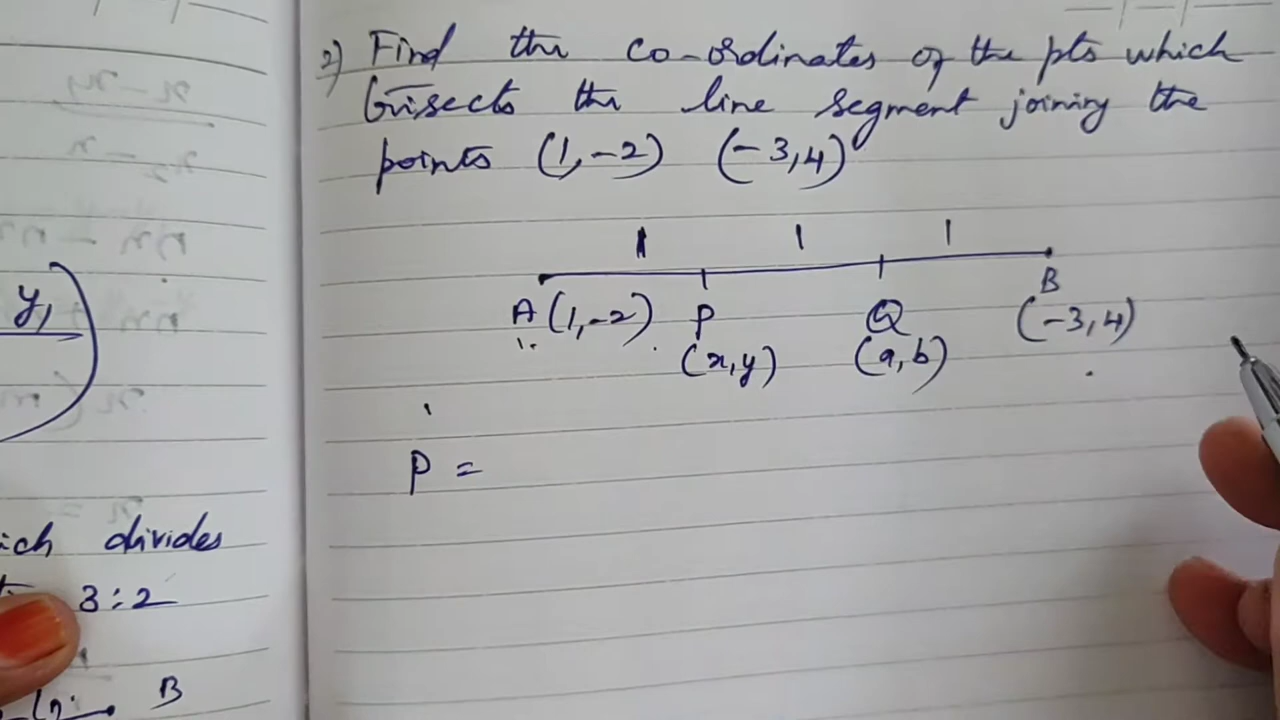 y,
ich divides
3:2
B
2) Find the co-ordinates of the pts which
trisects the line segment joining the
points (1,-2) (-3,4)
1 1 1
A(1,-2) P Q B
(x,y) (a,b) (-3,4)
P =